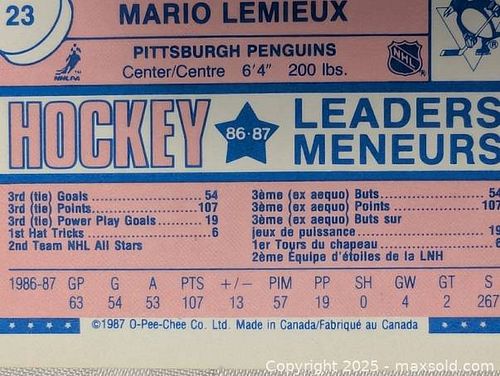 23
MARIO LEMIEUX
PITTSBURGH PENGUINS
Center/Centre 6'4" 200 lbs.
NHLPA
NHL
HOCKEY
86·87
LEADERS
MENEURS
3rd (tie) Goals 54
3rd (tie) Points 107
3rd (tie) Power Play Goals 19
1st Hat Tricks 6
2nd Team NHL All Stars
3ème (ex aequo) Buts 54
3ème (ex aequo) Points 107
3ème (ex aequo) Buts sur
jeux de puissance 19
1er Tours du chapeau 6
2ème Équipe d'étoiles de la LNH
1986-87 GP G A PTS +/− PIM PP SH GW GT S
63 54 53 107 13 57 19 0 4 2 267
©1987 O-Pee-Chee Co. Ltd. Made in Canada/Fabriqué au Canada
Copyright 2025 - maxsold.com